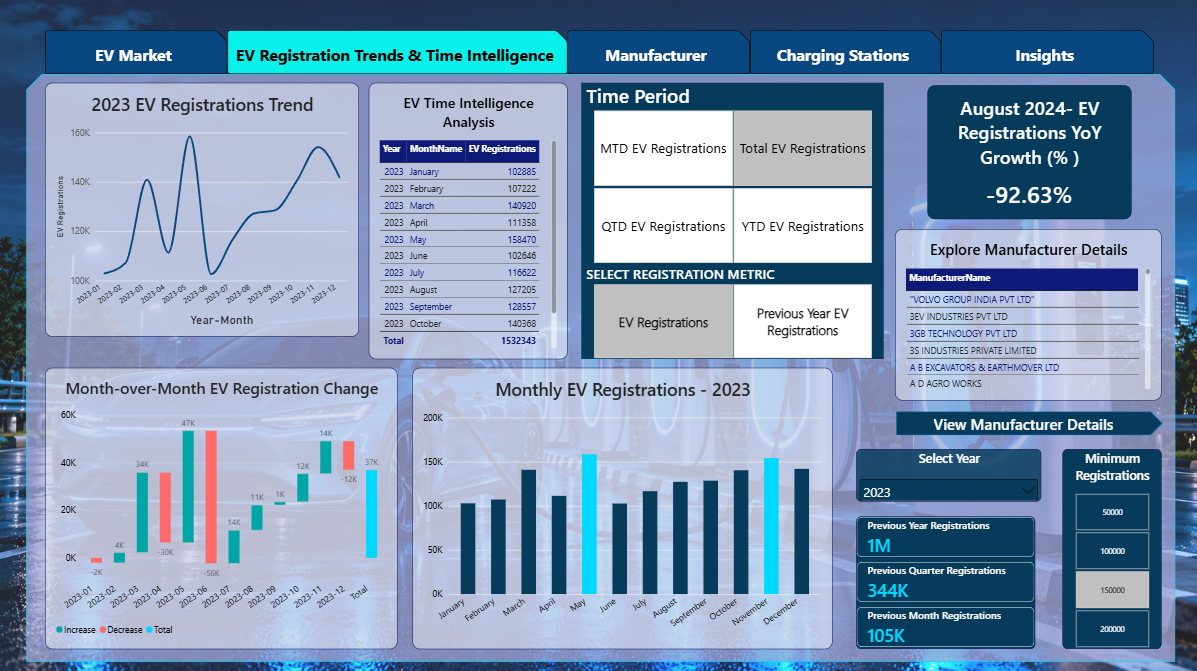 EV Market
EV Registration Trends & Time Intelligence
Manufacturer
Charging Stations
Insights
2023 EV Registrations Trend
EV Registrations
160K
140K
120K
100K
2023-01
2023-02
2023-03
2023-04
2023-05
2023-06
2023-07
2023-08
2023-09
2023-10
2023-11
2023-12
Year-Month
EV Time Intelligence
Analysis
Year MonthName EV Registrations
2023 January 102885
2023 February 107222
2023 March 140920
2023 April 111358
2023 May 158470
2023 June 102646
2023 July 116622
2023 August 127205
2023 September 128557
2023 October 140368
Total 1532343
Time Period
MTD EV Registrations
Total EV Registrations
QTD EV Registrations
YTD EV Registrations
SELECT REGISTRATION METRIC
EV Registrations
Previous Year EV
Registrations
August 2024- EV
Registrations YoY
Growth (% )
-92.63%
Explore Manufacturer Details
ManufacturerName
"VOLVO GROUP INDIA PVT LTD"
3EV INDUSTRIES PVT LTD
3GB TECHNOLOGY PVT LTD
3S INDUSTRIES PRIVATE LIMITED
A B EXCAVATORS & EARTHMOVER LTD
A D AGRO WORKS
View Manufacturer Details
Month-over-Month EV Registration Change
60K
40K
20K
0K
-2K
4K
34K
-30K
47K
-56K
14K
11K
1K
12K
14K
-12K
37K
2023-01
2023-02
2023-03
2023-04
2023-05
2023-06
2023-07
2023-08
2023-09
2023-10
2023-11
2023-12
Total
Increase Decrease Total
Monthly EV Registrations - 2023
200K
150K
100K
50K
0K
January
February
March
April
May
June
July
August
September
October
November
December
Select Year
2023
Previous Year Registrations
1M
Previous Quarter Registrations
344K
Previous Month Registrations
105K
Minimum
Registrations
50000
100000
150000
200000